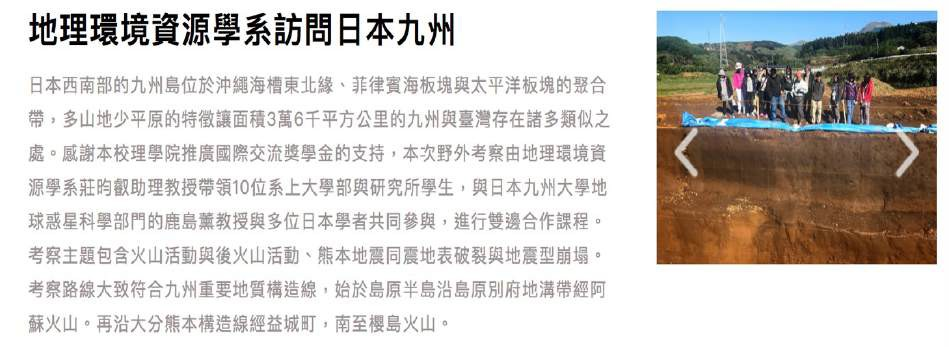 地理環境資源學系訪問日本九州
日本西南部的九州島位於沖繩海槽東北緣、菲律賓海板塊與太平洋板塊的聚合
帶，多山地少平原的特徵讓面積3萬6千平方公里的九州與臺灣存在諸多類似之
處。感謝本校理學院推廣國際交流獎學金的支持，本次野外考察由地理環境資
源學系莊昀叡助理教授帶領10位系上大學部與研究所學生，與日本九州大學地
球惑星科學部門的鹿島薰教授與多位日本學者共同參與，進行雙邊合作課程。
考察主題包含火山活動與後火山活動、熊本地震同震地表破裂與地震型崩塌。
考察路線大致符合九州重要地質構造線，始於島原半島沿島原別府地溝帶經阿
蘇火山。再沿大分熊本構造線經益城町，南至櫻島火山。